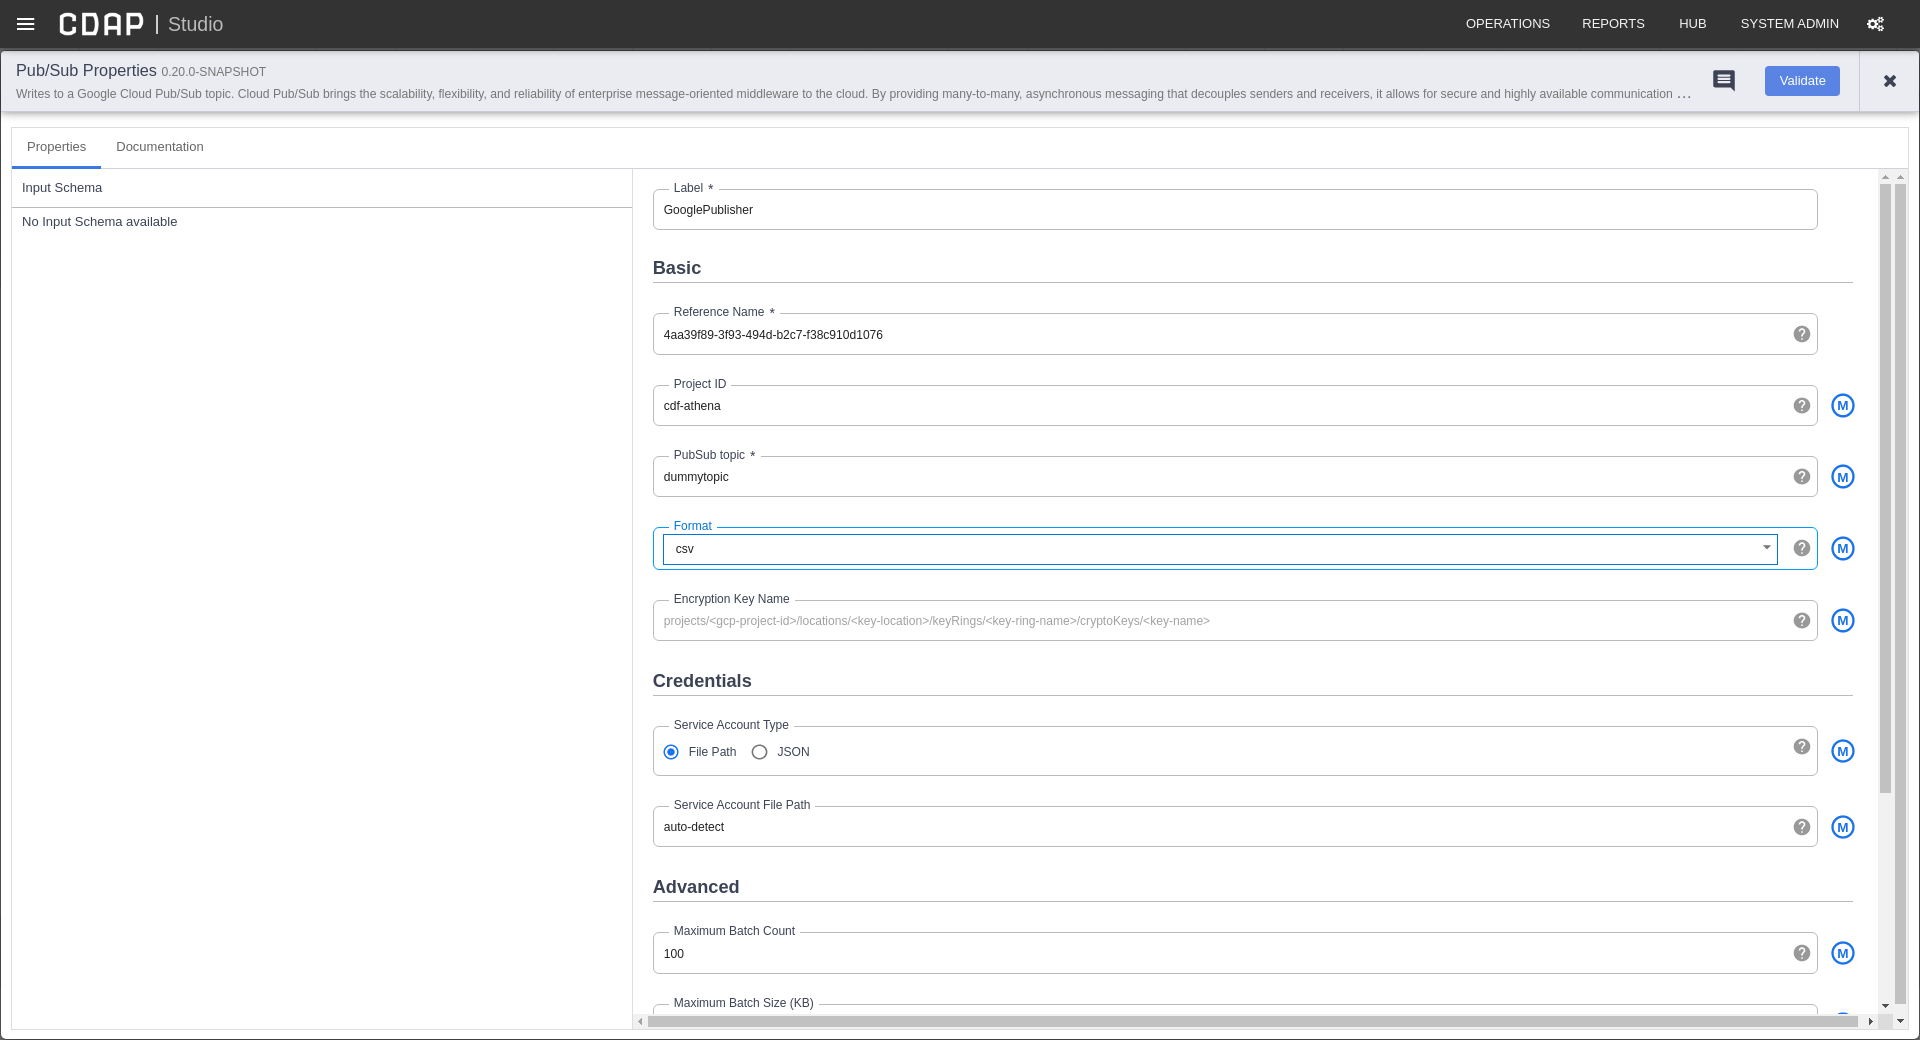 CDAP | Studio
OPERATIONS REPORTS HUB SYSTEM ADMIN
Pub/Sub Properties 0.20.0-SNAPSHOT
Writes to a Google Cloud Pub/Sub topic. Cloud Pub/Sub brings the scalability, flexibility, and reliability of enterprise message-oriented middleware to the cloud. By providing many-to-many, asynchronous messaging that decouples senders and receivers, it allows for secure and highly available communication ...
Validate
Properties Documentation
Input Schema
No Input Schema available
Label *
GooglePublisher
Basic
Reference Name *
4aa39f89-3f93-494d-b2c7-f38c910d1076
Project ID
cdf-athena
M
PubSub topic *
dummytopic
M
Format
csv
M
Encryption Key Name
projects/<gcp-project-id>/locations/<key-location>/keyRings/<key-ring-name>/cryptoKeys/<key-name>
M
Credentials
Service Account Type
File Path JSON
M
Service Account File Path
auto-detect
M
Advanced
Maximum Batch Count
100
M
Maximum Batch Size (KB)